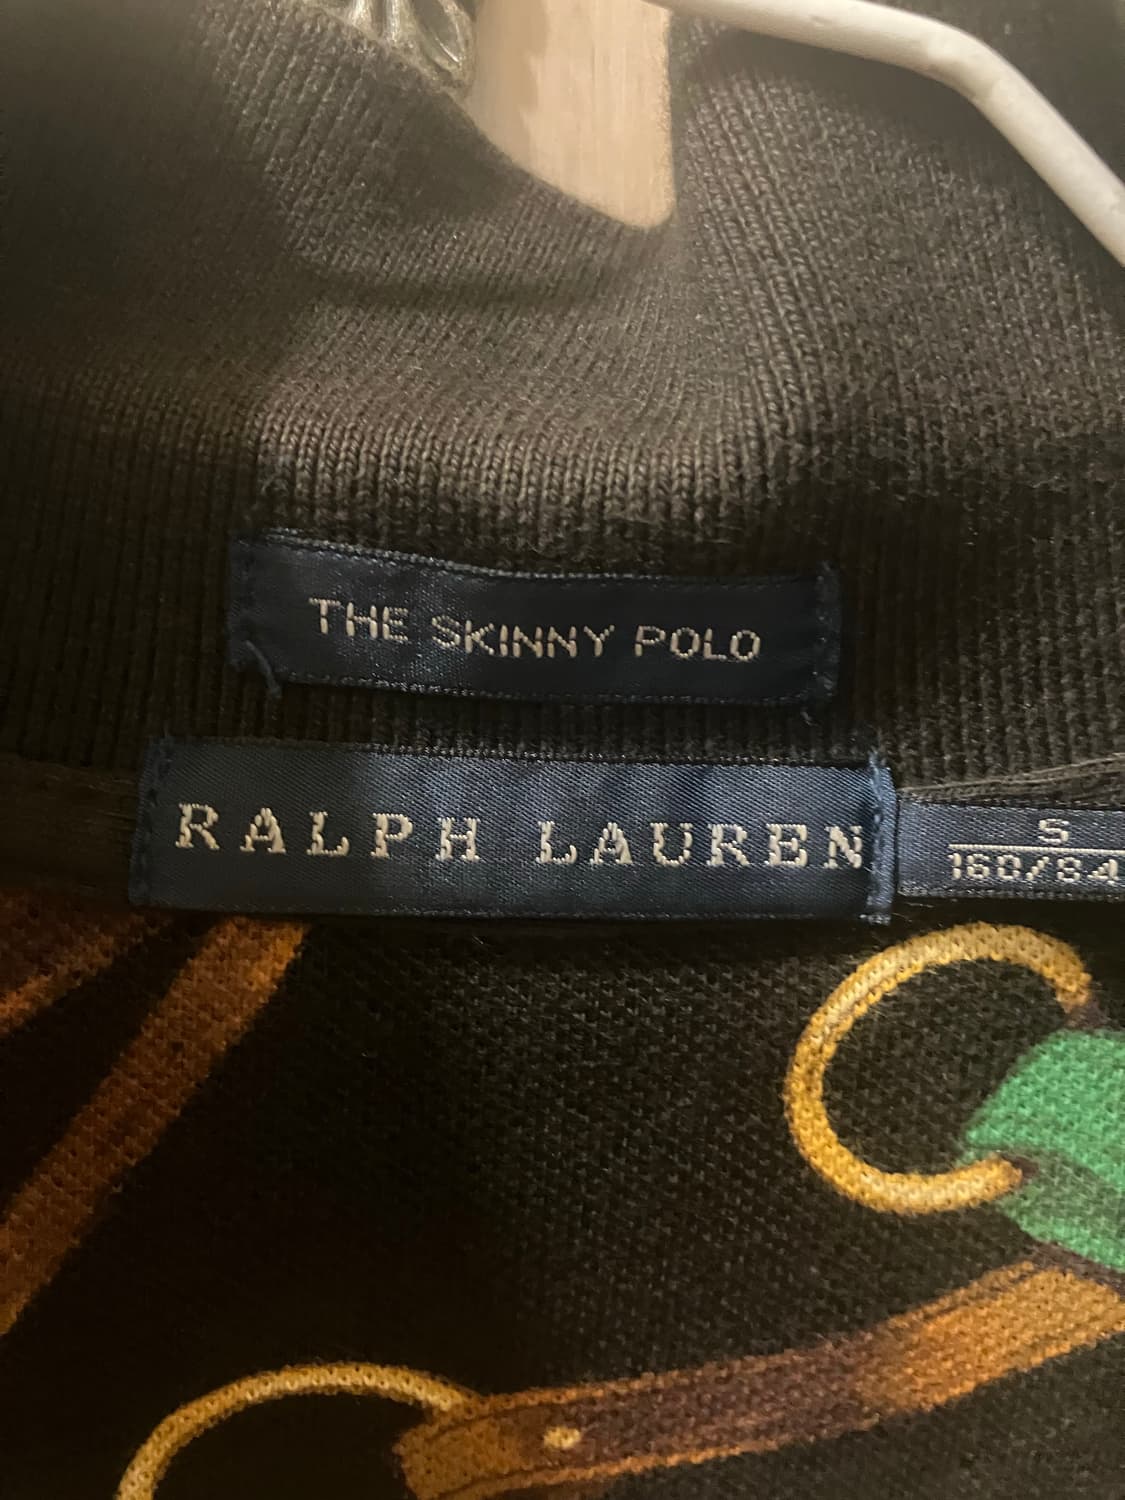 THE SKINNY POLO
RALPH LAUREN
S
160/84